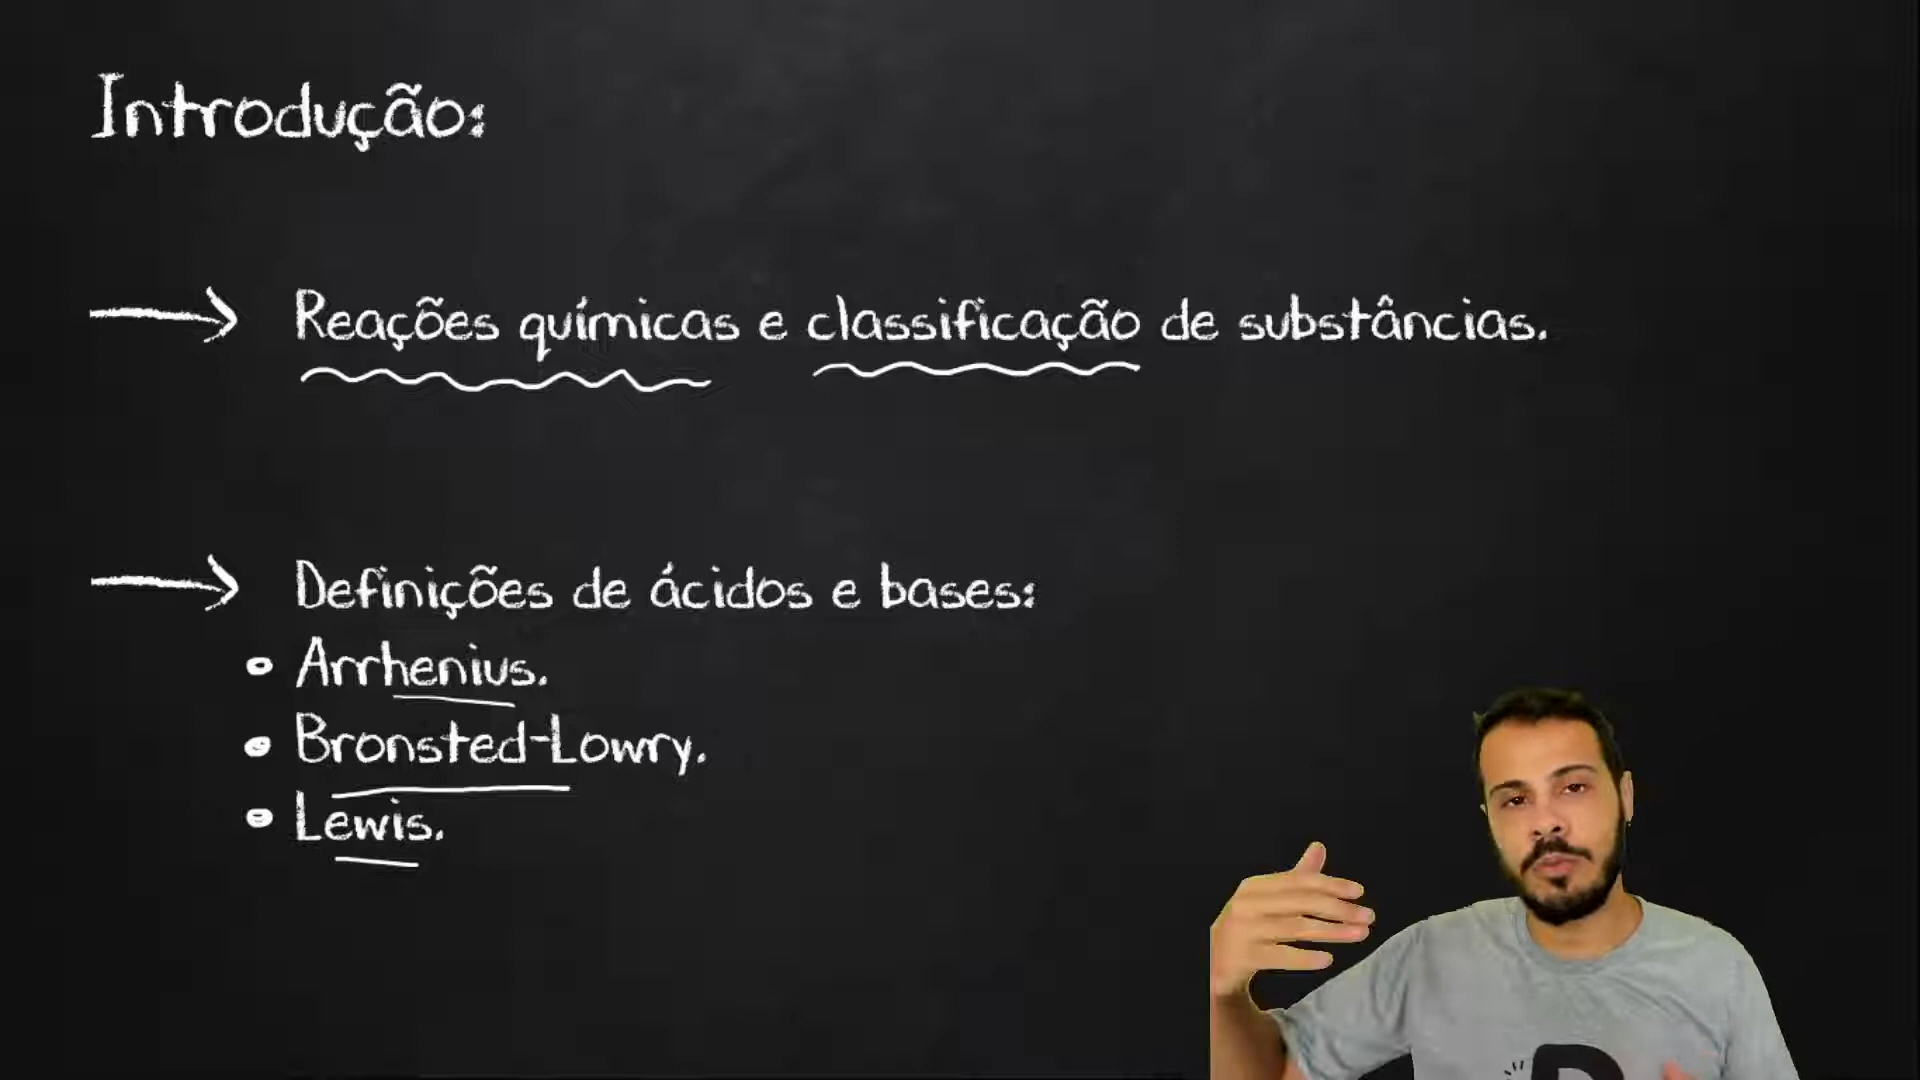 Introdução:
Reações químicas e classificação de substâncias.
Definições de ácidos e bases:
Arrhenius.
Bronsted-Lowry.
Lewis.